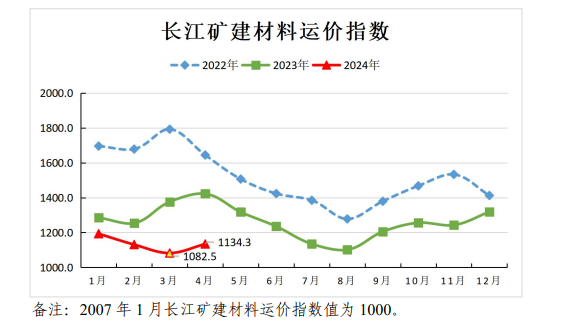 长江矿建材料运价指数
2022年 2023年 2024年
2000.0
1800.0
1600.0
1400.0
1200.0
1000.0
1134.3
1082.5
1月 2月 3月 4月 5月 6月 7月 8月 9月 10月 11月 12月
备注：2007 年 1 月长江矿建材料运价指数值为 1000。